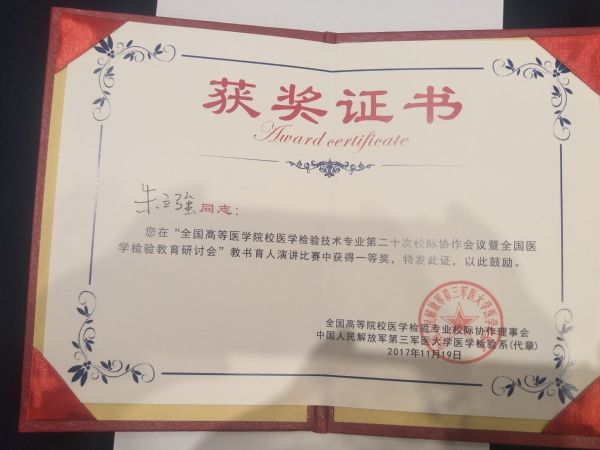 获奖证书
Award certificate
朱立强同志：
您在“全国高等医学院校医学检验技术专业第二十次校际协作会议暨全国医
学检验教育研讨会”教书育人演讲比赛中获得一等奖，特发此证，以此鼓励。
全国高等院校医学检验专业校际协作理事会
中国人民解放军第三军医大学医学检验系(代章)
2017年11月19日